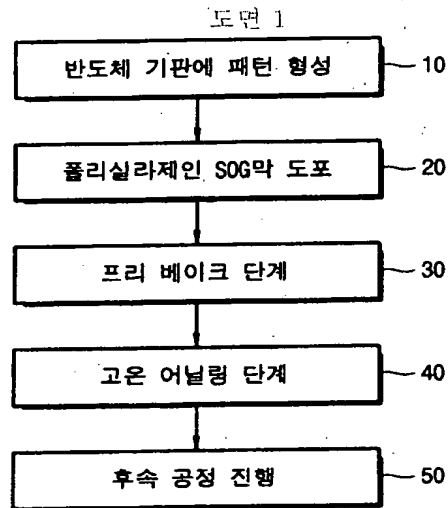 도면 1
반도체 기판에 패턴 형성
10
폴리실라제인 SOG막 도포
20
프리 베이크 단계
30
고온 어닐링 단계
40
후속 공정 진행
50